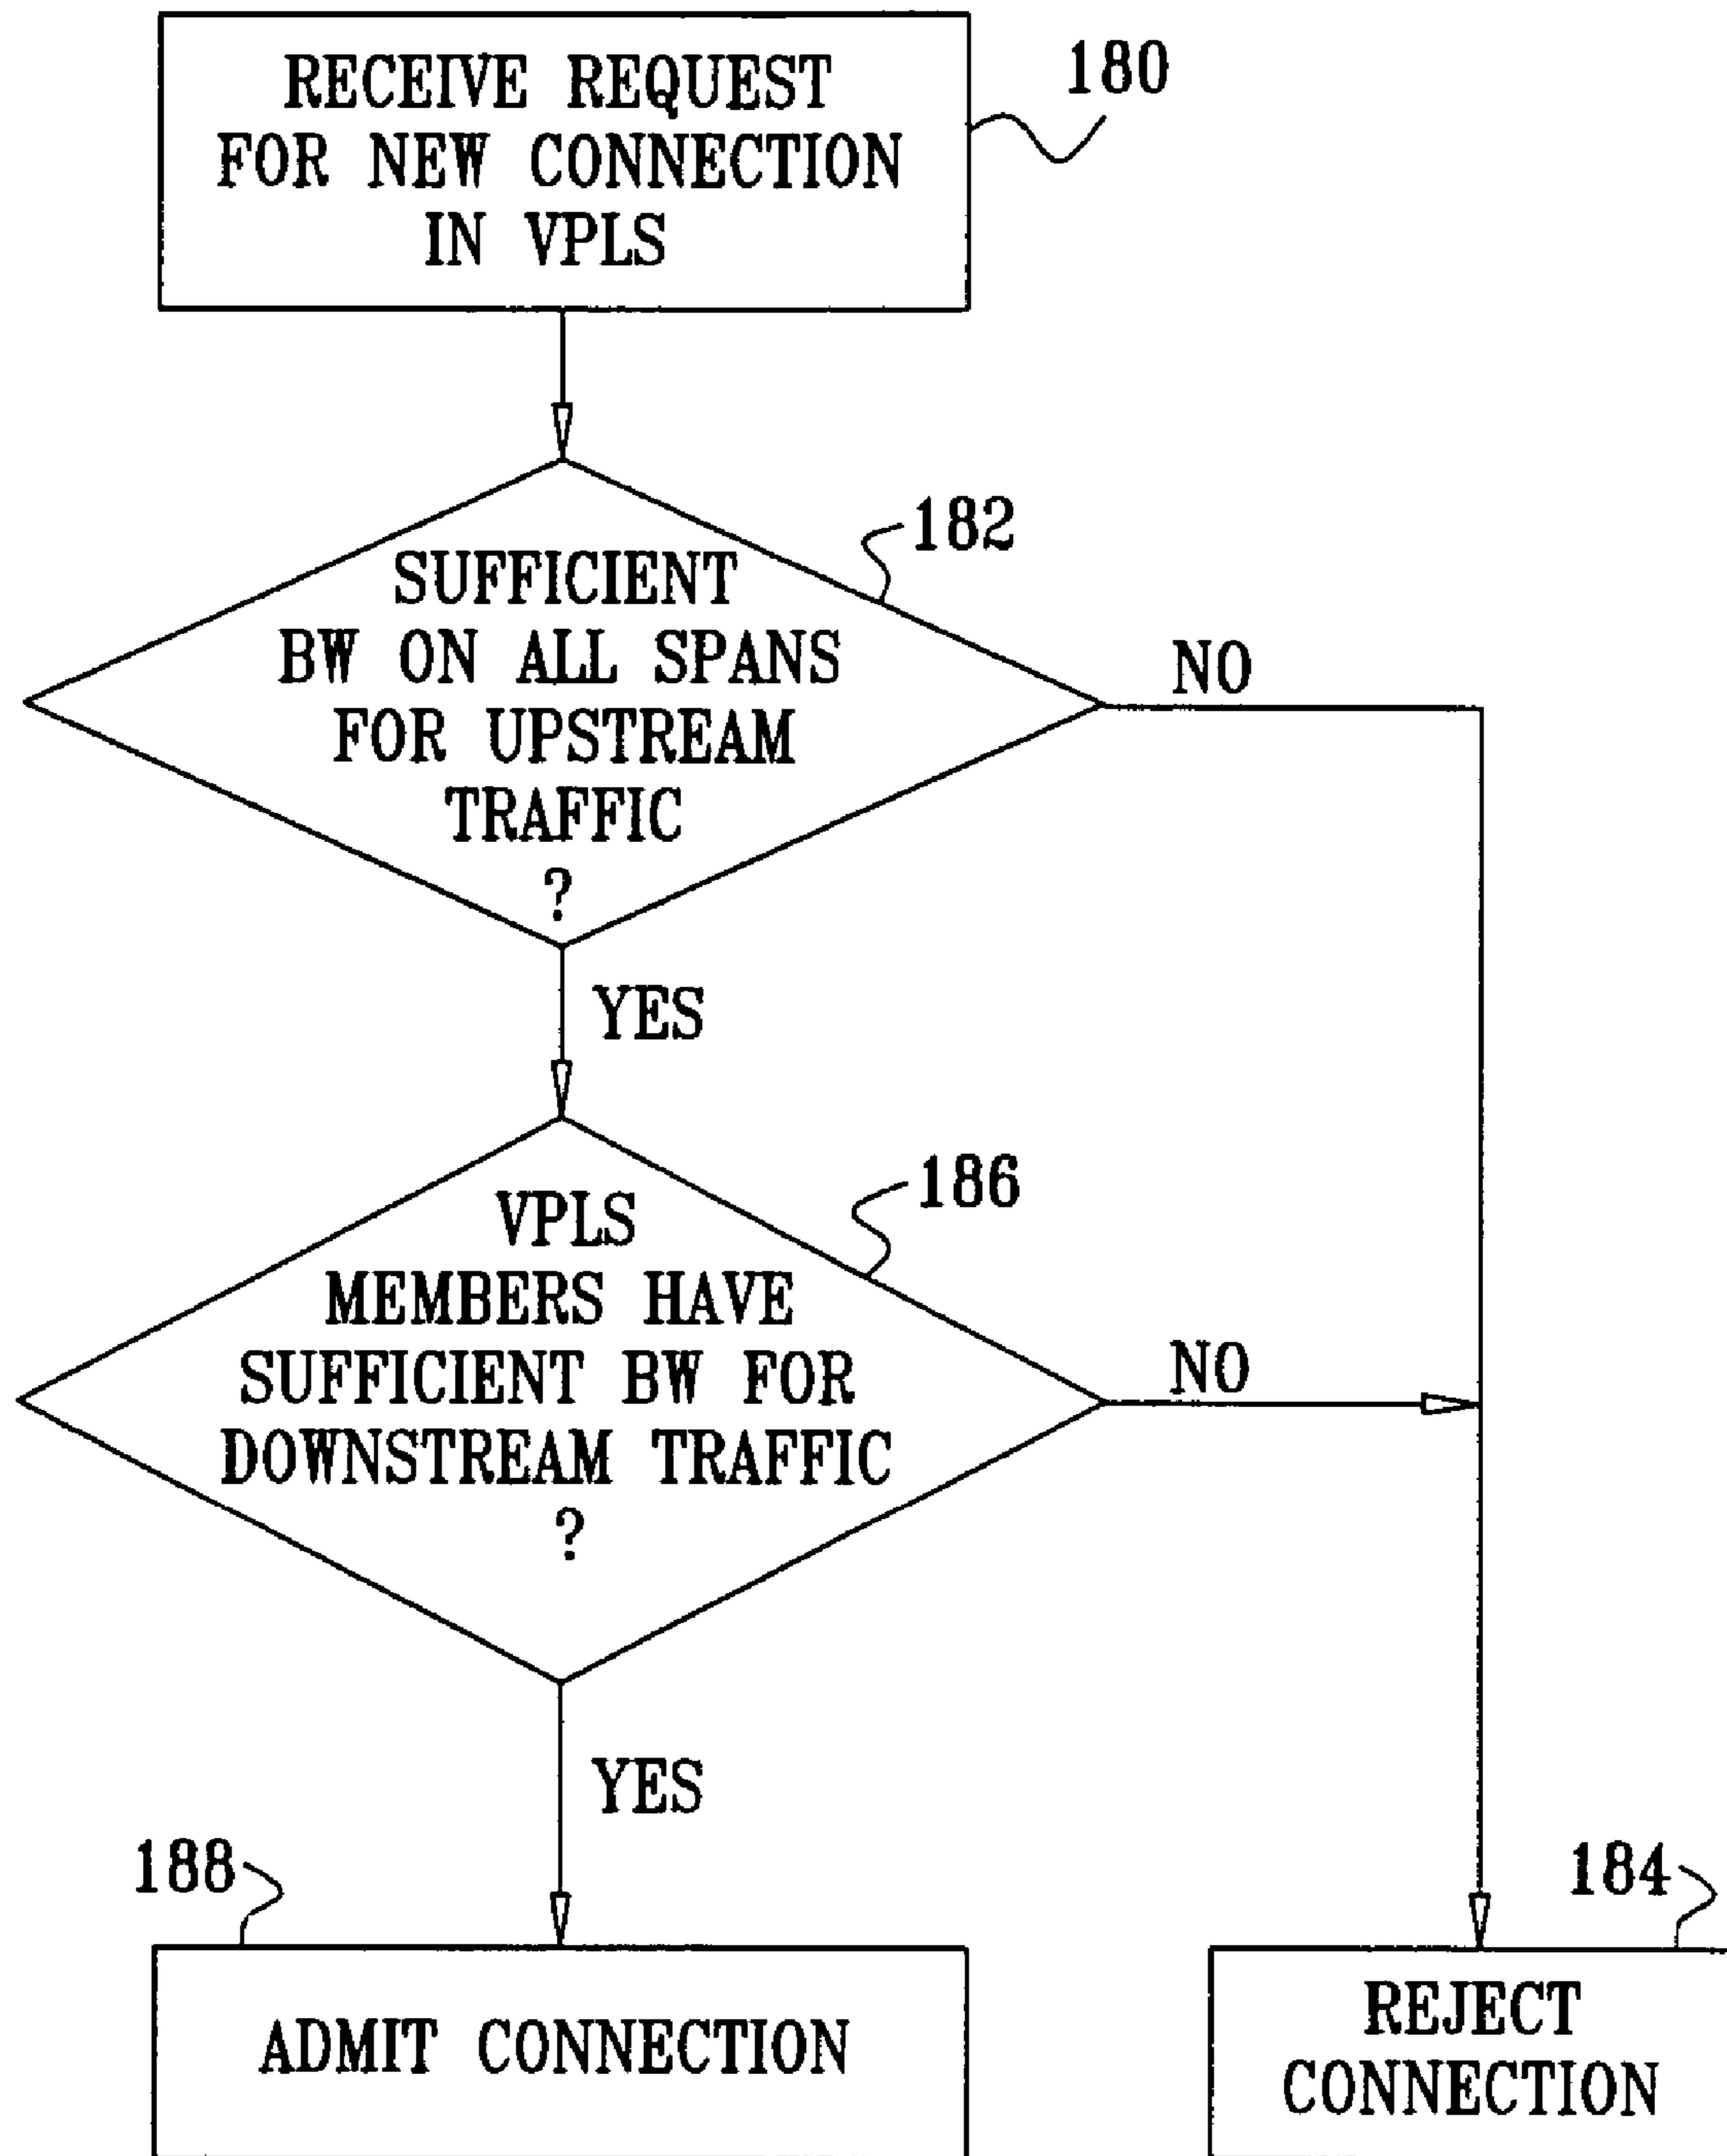 RECEIVE REQUEST
FOR NEW CONNECTION
IN VPLS
180
182
SUFFICIENT
BW ON ALL SPANS
FOR UPSTREAM
TRAFFIC
?
NO
YES
186
VPLS
MEMBERS HAVE
SUFFICIENT BW FOR
DOWNSTREAM TRAFFIC
?
NO
YES
188
184
ADMIT CONNECTION
REJECT
CONNECTION